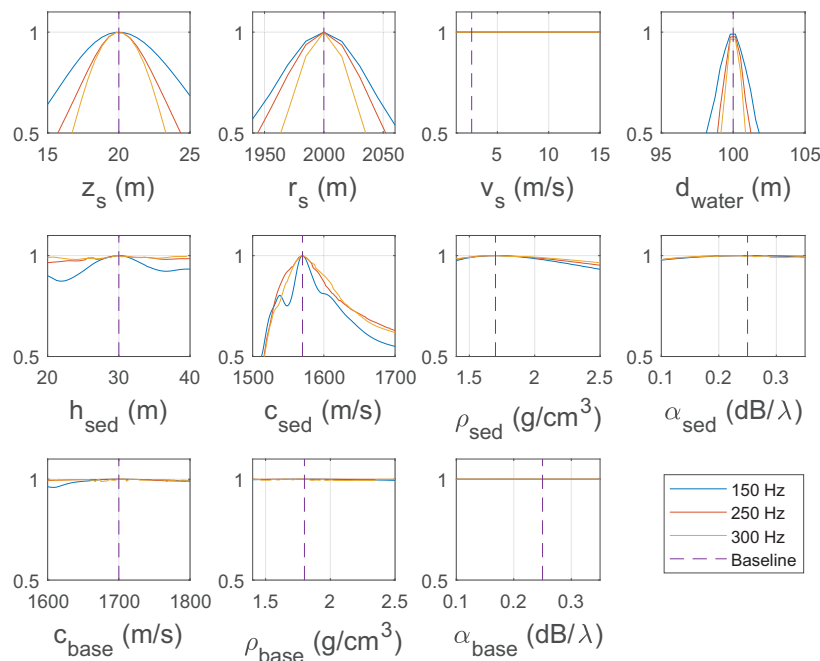 1
0.5
15 20 25
z_s (m)
1
0.5
1950 2000 2050
r_s (m)
1
0.5
5 10 15
v_s (m/s)
1
0.5
95 100 105
d_water (m)
1
0.5
20 30 40
h_sed (m)
1
0.5
1500 1600 1700
c_sed (m/s)
1
0.5
1.5 2 2.5
ρ_sed (g/cm³)
1
0.5
0.1 0.2 0.3
α_sed (dB/λ)
1
0.5
1600 1700 1800
c_base (m/s)
1
0.5
1.5 2 2.5
ρ_base (g/cm³)
1
0.5
0.1 0.2 0.3
α_base (dB/λ)
150 Hz
250 Hz
300 Hz
Baseline